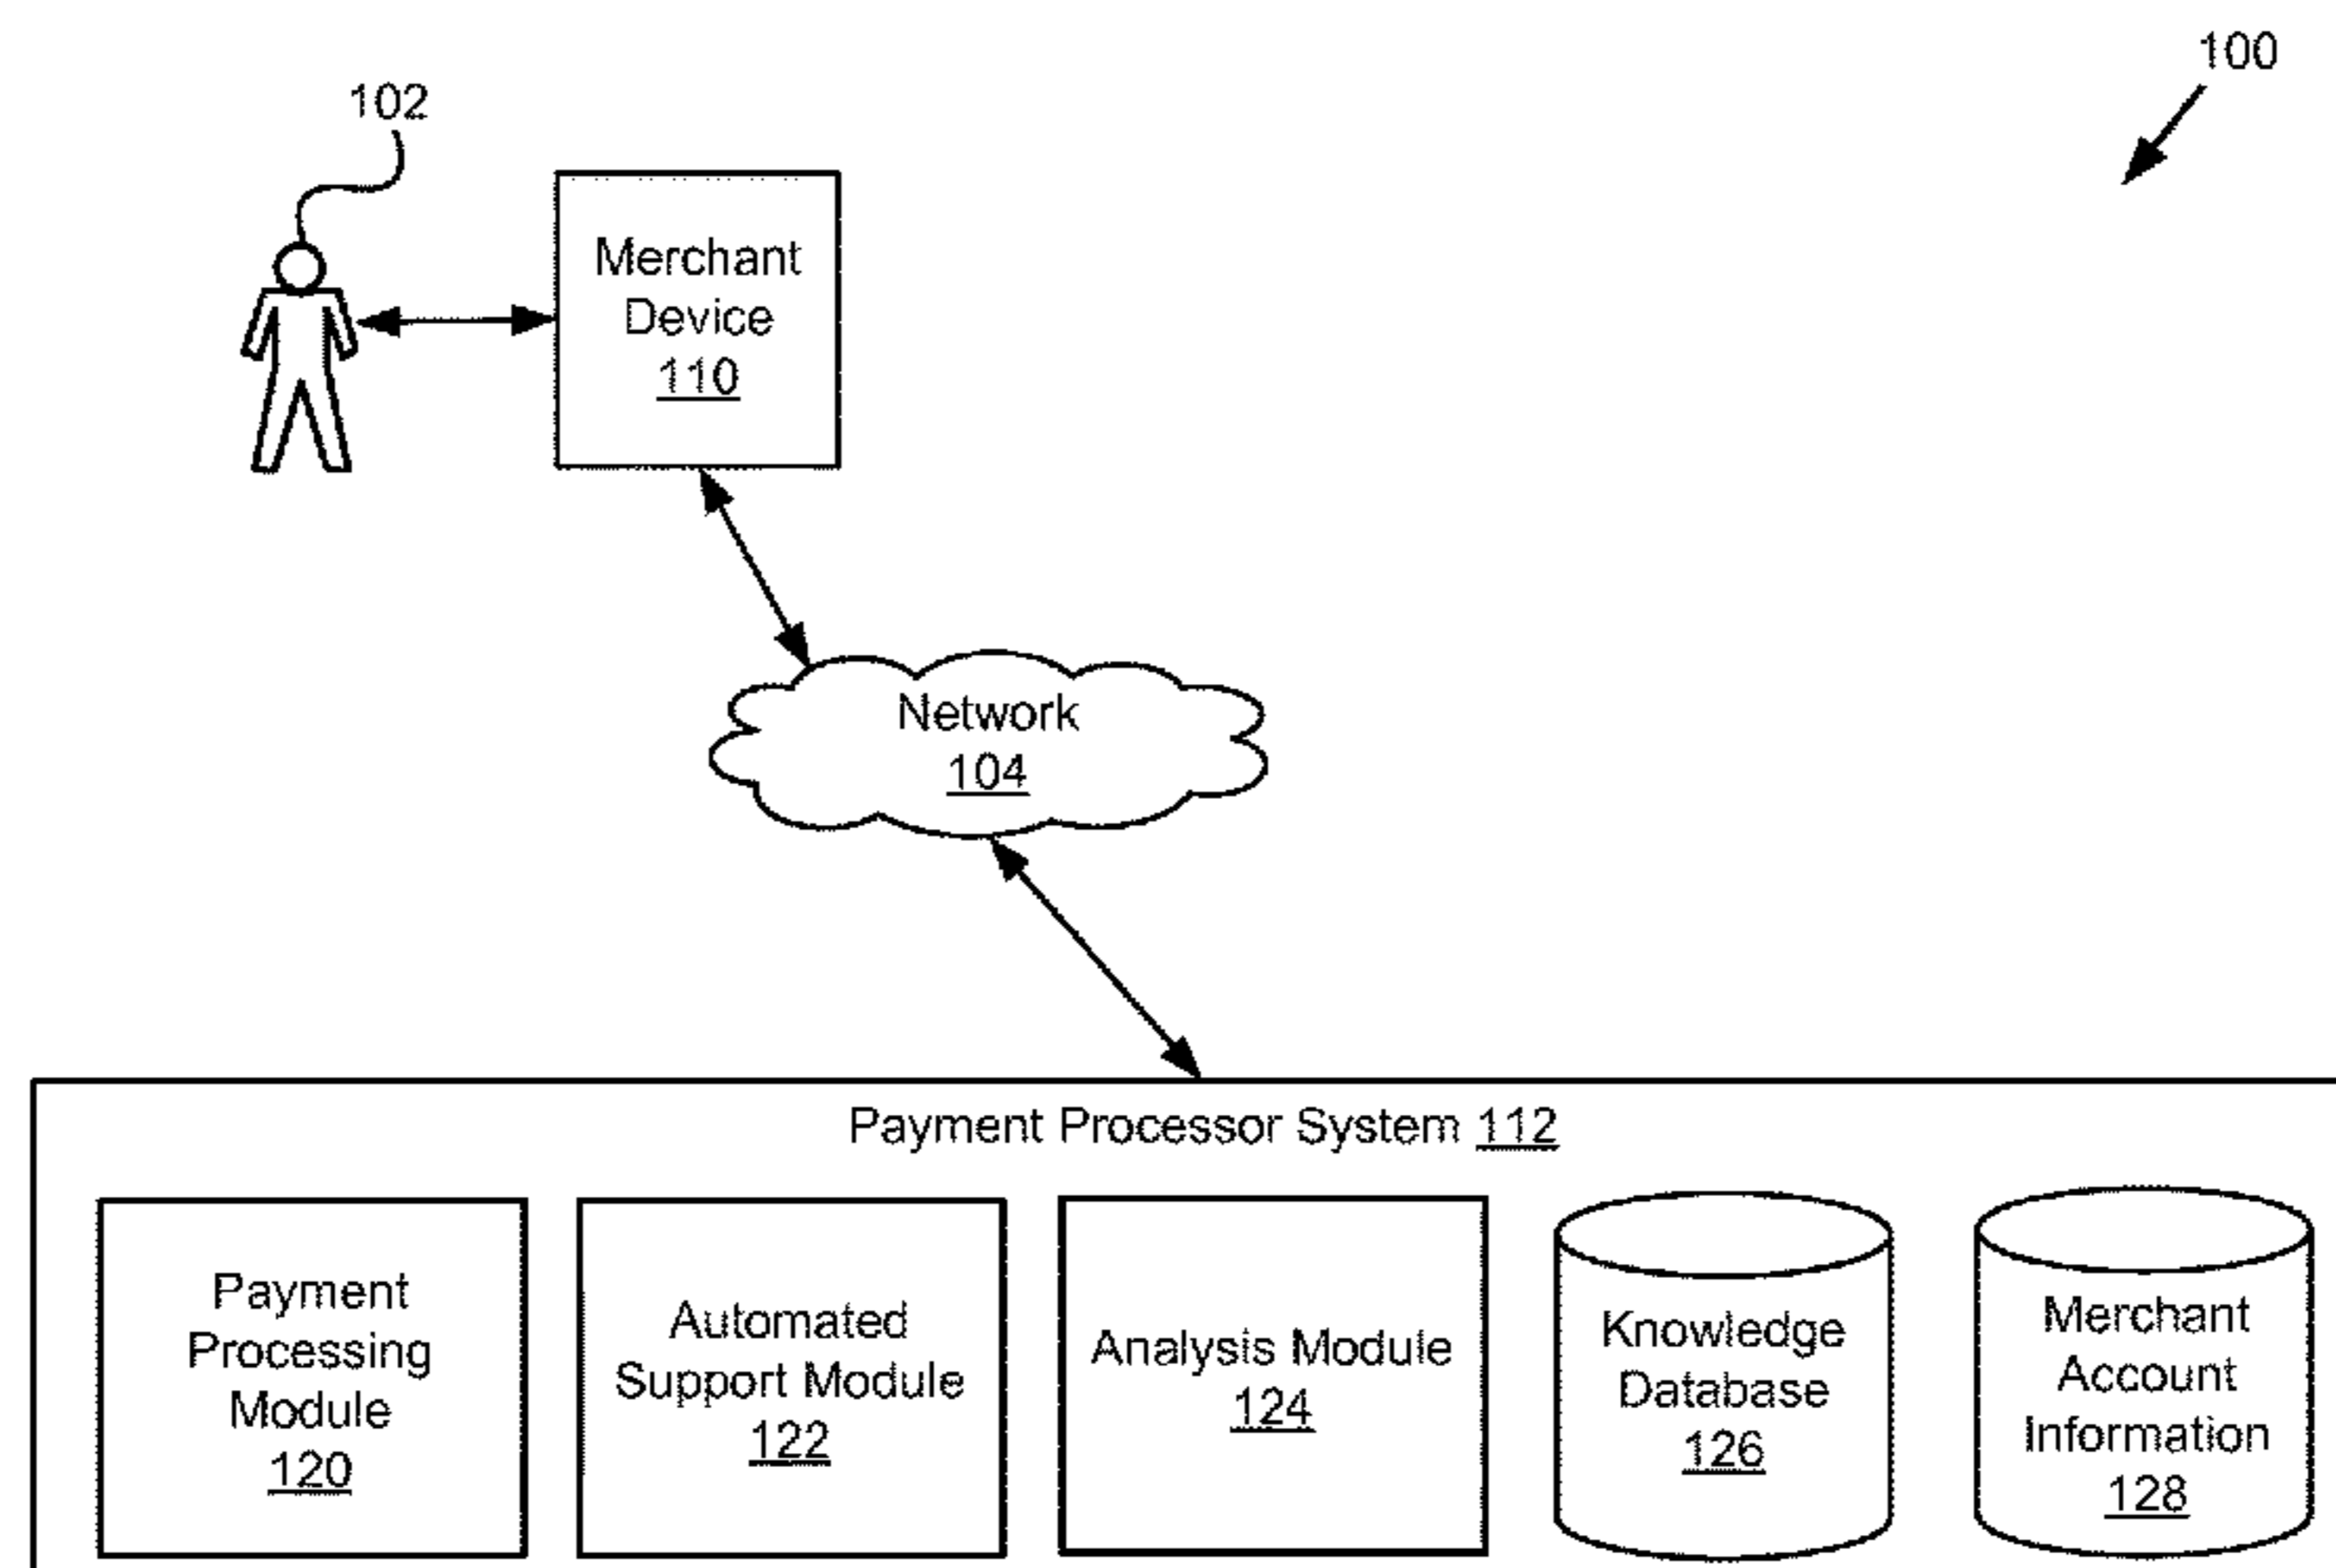 100
102
Merchant
Device
110
Network
104
Payment Processor System 112
Payment
Processing
Module
120
Automated
Support Module
122
Analysis Module
124
Knowledge
Database
126
Merchant
Account
Information
128